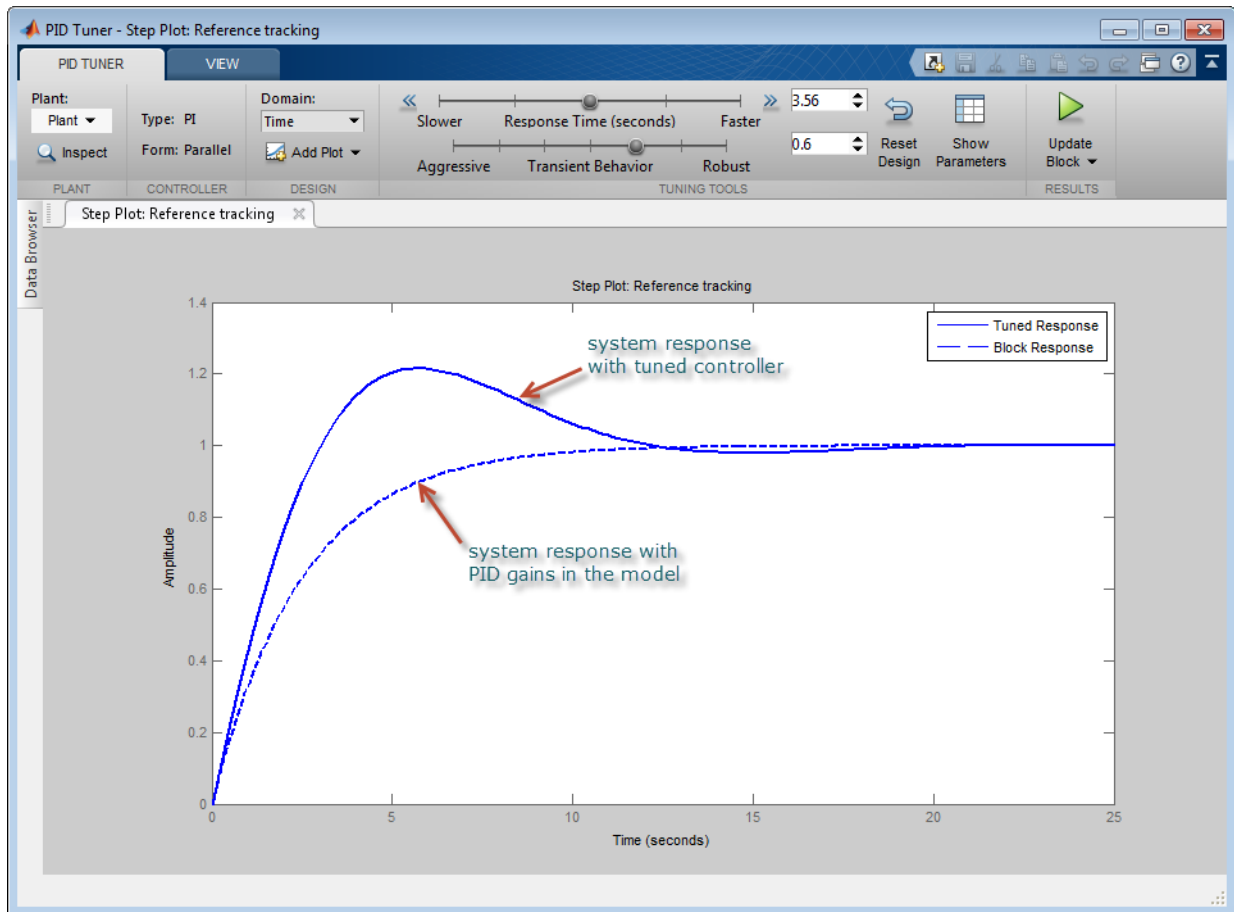 PID Tuner - Step Plot: Reference tracking
PID TUNER
VIEW
Plant:
Plant
Inspect
PLANT
Type: PI
Form: Parallel
CONTROLLER
Domain:
Time
Add Plot
DESIGN
Slower Response Time (seconds) Faster
3.56
Aggressive Transient Behavior Robust
0.6
Reset
Design
Show
Parameters
TUNING TOOLS
Update
Block
RESULTS
Data Browser
Step Plot: Reference tracking
Step Plot: Reference tracking
Tuned Response
Block Response
system response
with tuned controller
system response with
PID gains in the model
Amplitude
1.4
1.2
1
0.8
0.6
0.4
0.2
0
0 5 10 15 20 25
Time (seconds)